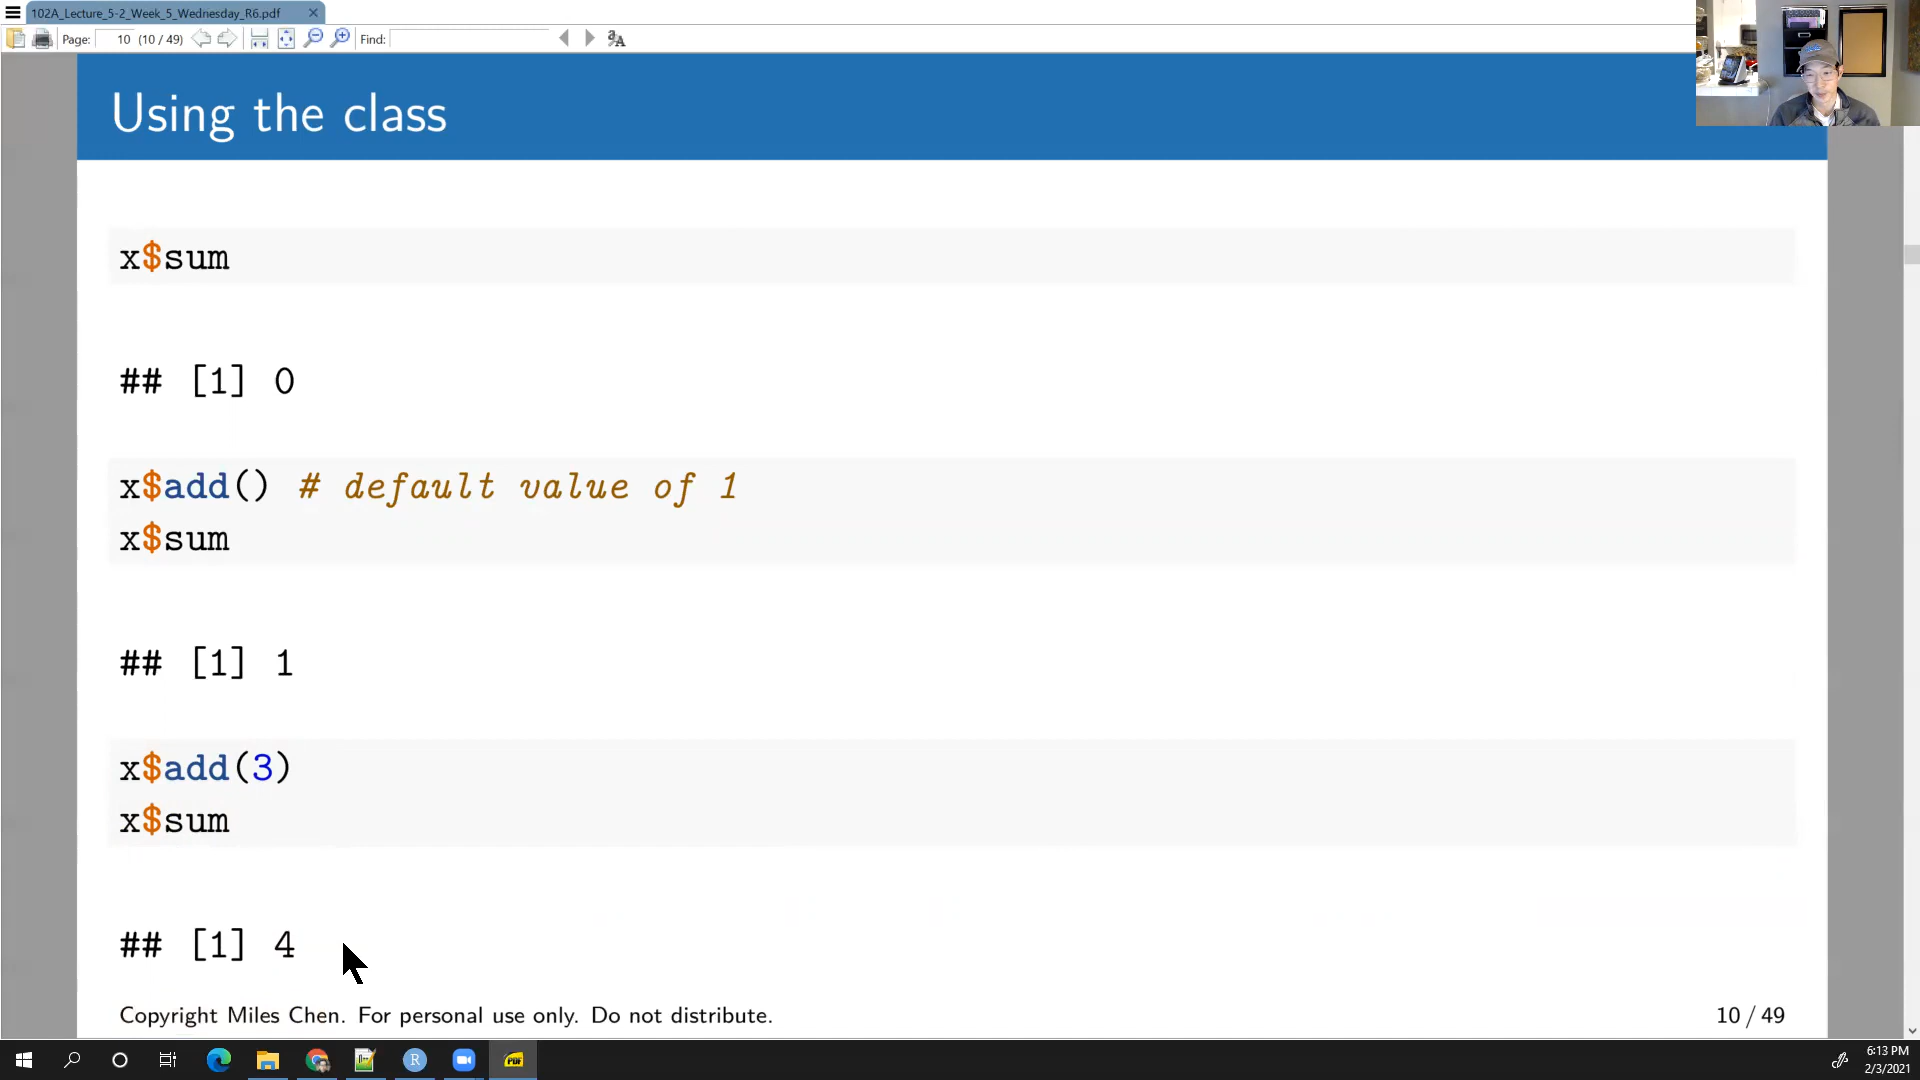 102A_Lecture_5-2_Week_5_Wednesday_R6.pdf
Page: 10 (10 / 49) Find:
Using the class
x$sum
## [1] 0
x$add() # default value of 1
x$sum
## [1] 1
x$add(3)
x$sum
## [1] 4
Copyright Miles Chen. For personal use only. Do not distribute. 10 / 49
6:13 PM
2/3/2021